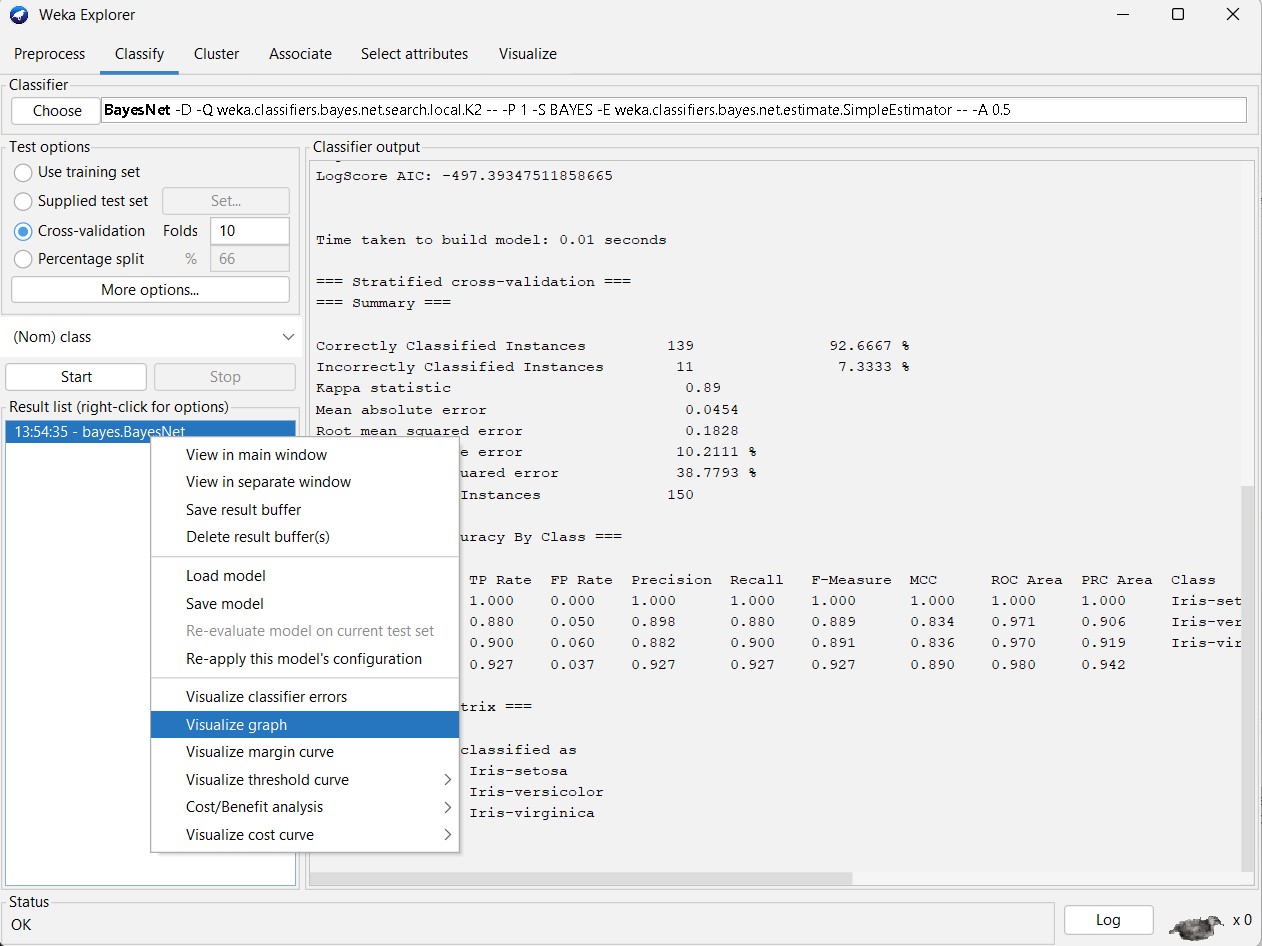 Weka Explorer
Preprocess Classify Cluster Associate Select attributes Visualize
Classifier
Choose BayesNet -D -Q weka.classifiers.bayes.net.search.local.K2 -- -P 1 -S BAYES -E weka.classifiers.bayes.net.estimate.SimpleEstimator -- -A 0.5
Test options
Use training set
Supplied test set Set...
Cross-validation Folds 10
Percentage split % 66
More options...
(Nom) class
Start Stop
Result list (right-click for options)
13:54:35 - bayes.BayesNet
View in main window
View in separate window
Save result buffer
Delete result buffer(s)
Load model
Save model
Re-evaluate model on current test set
Re-apply this model's configuration
Visualize classifier errors
Visualize graph
Visualize margin curve
Visualize threshold curve
Cost/Benefit analysis
Visualize cost curve
Classifier output
LogScore AIC: -497.39347511858665
Time taken to build model: 0.01 seconds
=== Stratified cross-validation ===
=== Summary ===
Correctly Classified Instances 139 92.6667 %
Incorrectly Classified Instances 11 7.3333 %
Kappa statistic 0.89
Mean absolute error 0.0454
Root mean squared error 0.1828
e error 10.2111 %
uared error 38.7793 %
Instances 150
uracy By Class ===
TP Rate FP Rate Precision Recall F-Measure MCC ROC Area PRC Area Class
1.000 0.000 1.000 1.000 1.000 1.000 1.000 1.000 Iris-set
0.880 0.050 0.898 0.880 0.889 0.834 0.971 0.906 Iris-ver
0.900 0.060 0.882 0.900 0.891 0.836 0.970 0.919 Iris-vir
0.927 0.037 0.927 0.927 0.927 0.890 0.980 0.942
trix ===
classified as
Iris-setosa
Iris-versicolor
Iris-virginica
Status
OK
Log x 0